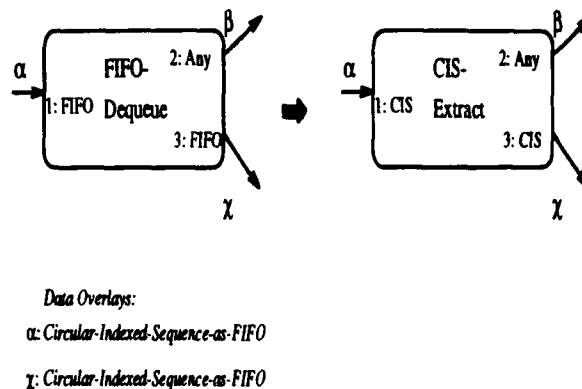 β
β
α
FIFO-
Dequeue
2: Any
1: FIFO
3: FIFO
χ
α
CIS-
Extract
2: Any
1: CIS
3: CIS
χ
Data Overlays:
α: Circular-Indexed-Sequence-as-FIFO
χ: Circular-Indexed-Sequence-as-FIFO